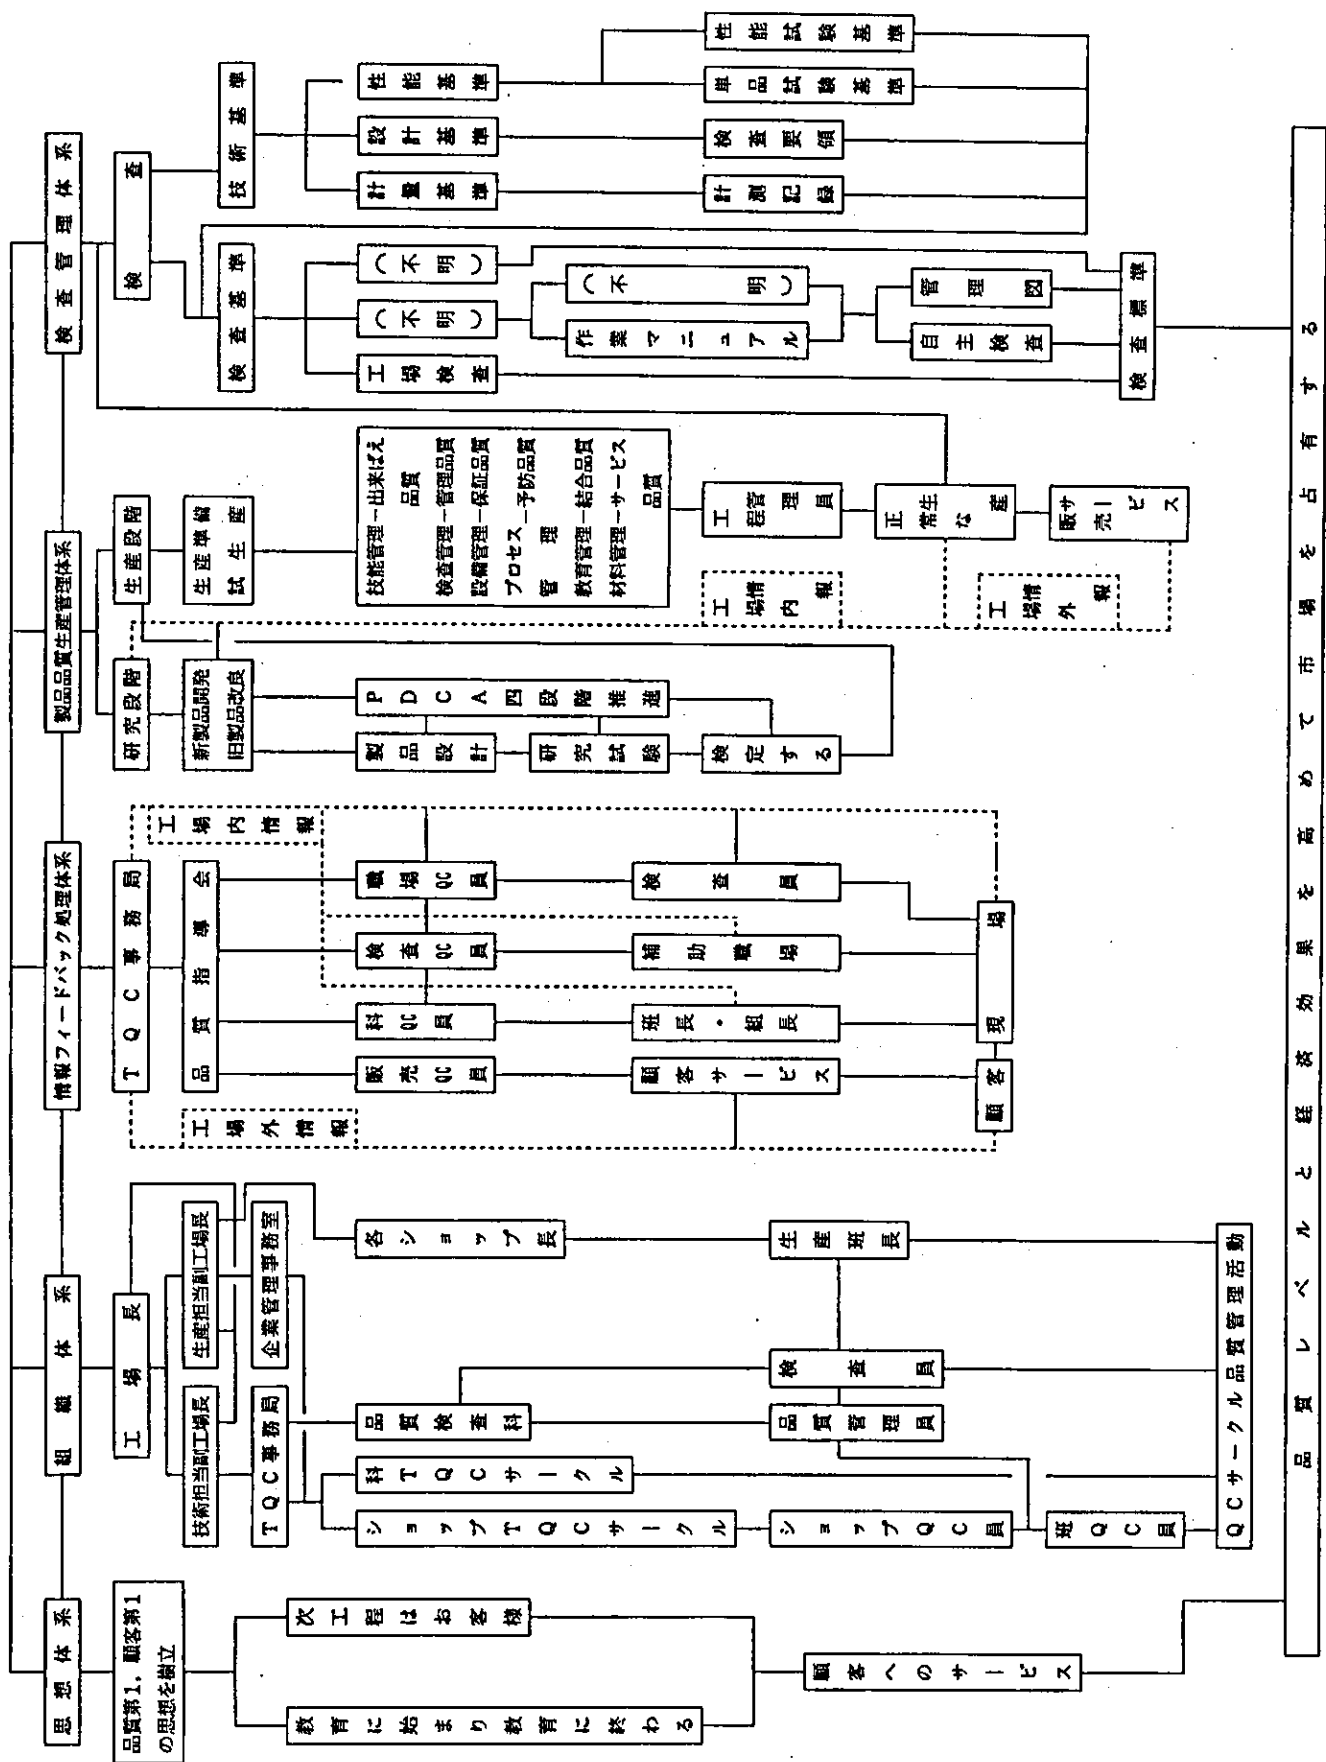 思想体系
組織体系
情報フィードバック処理体系
製品品質生産管理体系
検査管理体系
品質第1，顧客第1
の思想を樹立
教育に始まり教育に終わる
次工程はお客様
顧客へのサービス
工場長
技術担当副工場長
生産担当副工場長
TQC事務局
企業管理事務室
ショップTQCサークル
科TQCサークル
品質検査科
各ショップ長
ショップQC員
品質管理員
検査員
生産班長
班QC員
QCサークル品質管理活動
TQC事務局
工場外情報
工場内情報
品質指導会
販売QC員
科QC員
検査QC員
職場QC員
顧客サービス
班長・組長
補助職場
検査員
顧客
現場
研究段階
生産段階
新製品開発
旧製品改良
生産準備
試生産
製品設計
PDCA四段階推進
研究試験
検定する
技能管理－出来ばえ
品質
検査管理－管理品質
設備管理－保証品質
プロセス－予防品質
管理
教育管理－結合品質
材料管理－サービス
品質
工場内
情報
工程管理員
正常な
生産
工場外
情報
販売
サービス
検査
検査基準
技術基準
工場検査
（不明）
（不明）
計量基準
設計基準
性能基準
作業マニュアル
（不明）
計測記録
検査要領
単品試験基準
性能試験基準
自主検査
管理図
検査標準
品質レベルと経済効果を高めて市場を占有する